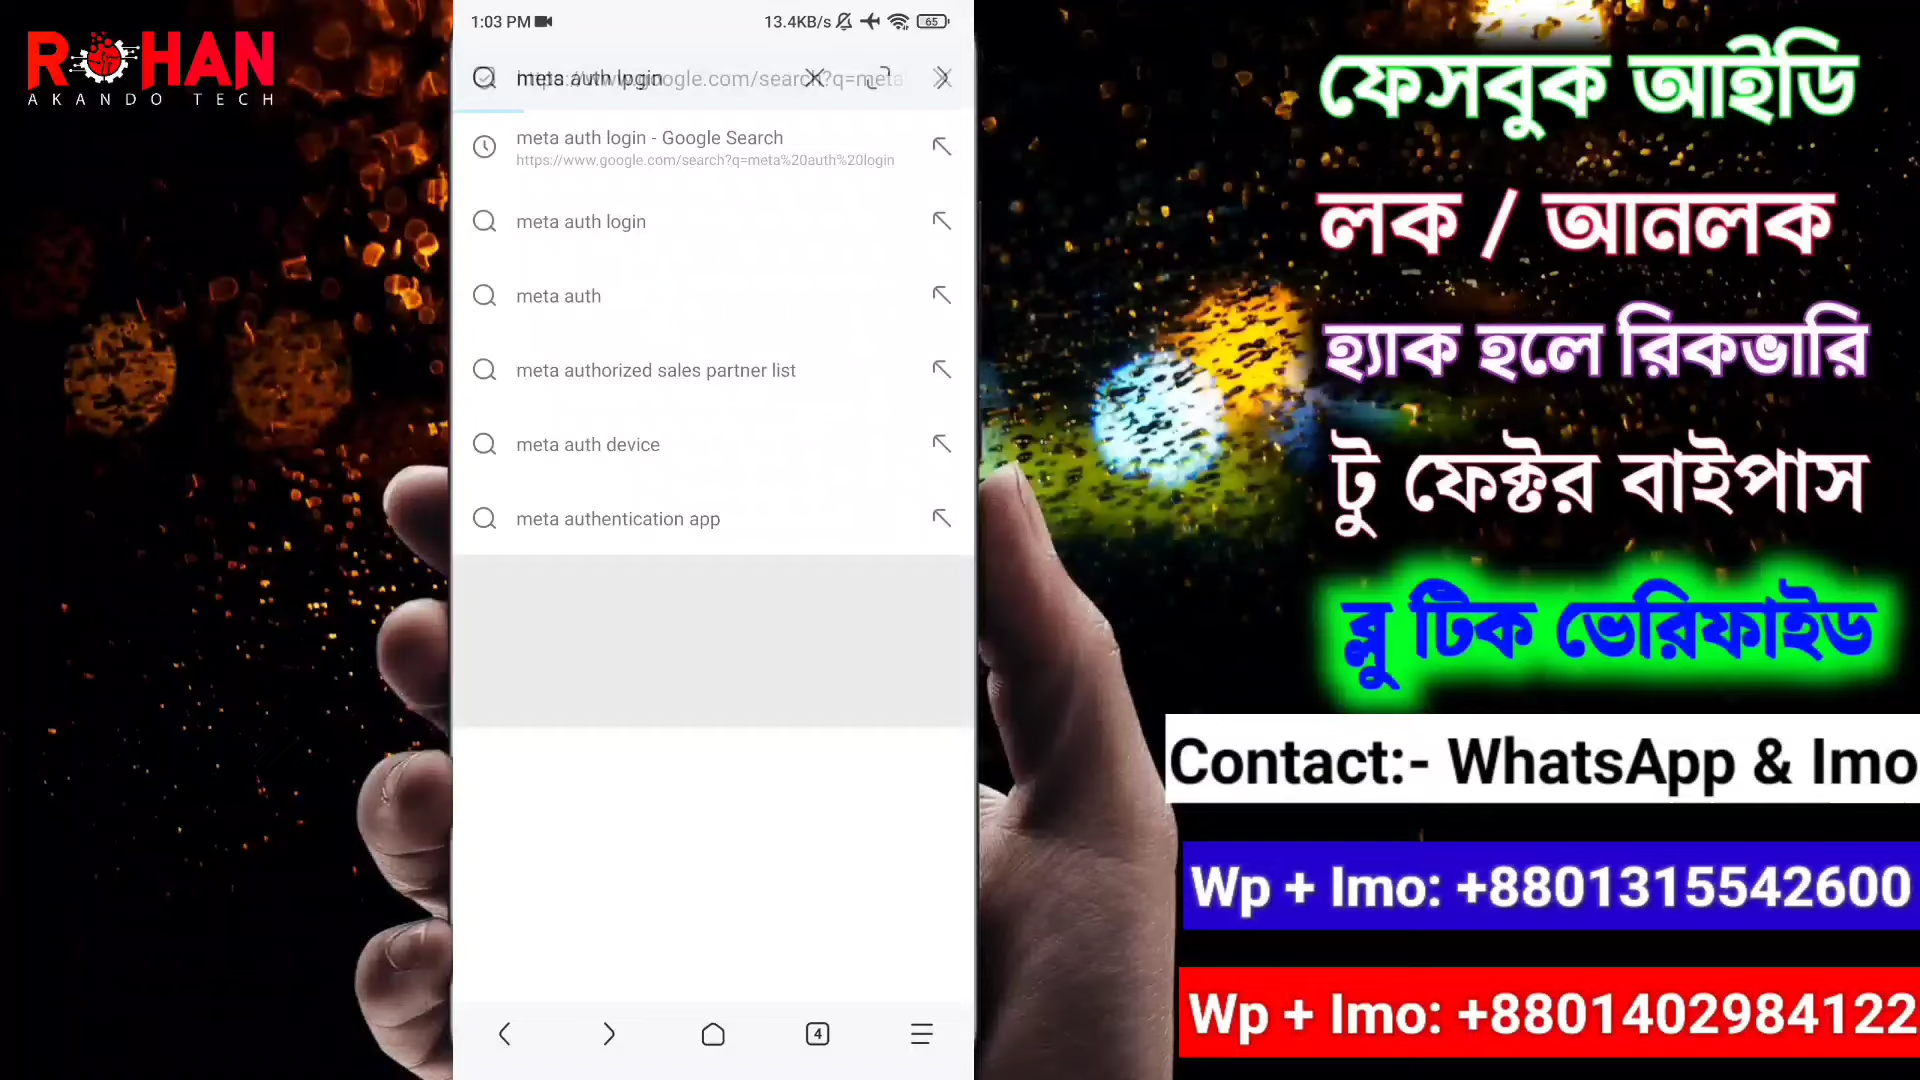 ROHAN
AKANDO TECH
1:03 PM
13.4KB/s
65
meta auth login
meta auth login - Google Search
https://www.google.com/search?q=meta%20auth%20login
meta auth login
meta auth
meta authorized sales partner list
meta auth device
meta authentication app
4
ফেসবুক আইডি
লক / আনলক
হ্যাক হলে রিকভারি
টু ফেক্টর বাইপাস
ব্লু টিক ভেরিফাইড
Contact:- WhatsApp & Imo
Wp + Imo: +8801315542600
Wp + Imo: +8801402984122